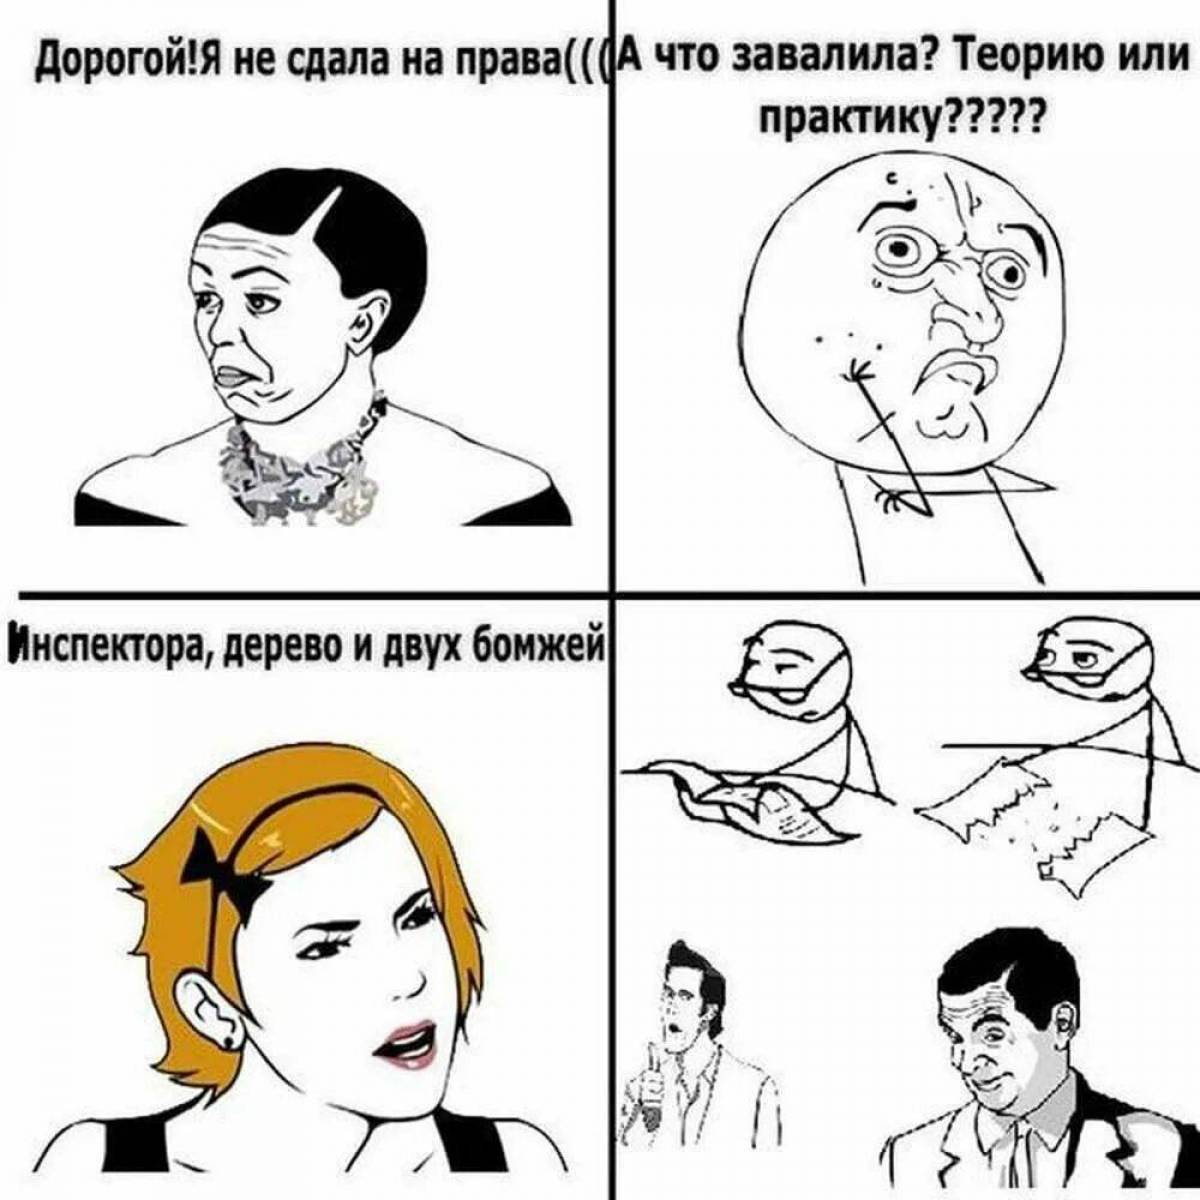 Дорогой!Я не сдала на права(((
А что завалила? Теорию или
практику?????
Инспектора, дерево и двух бомжей